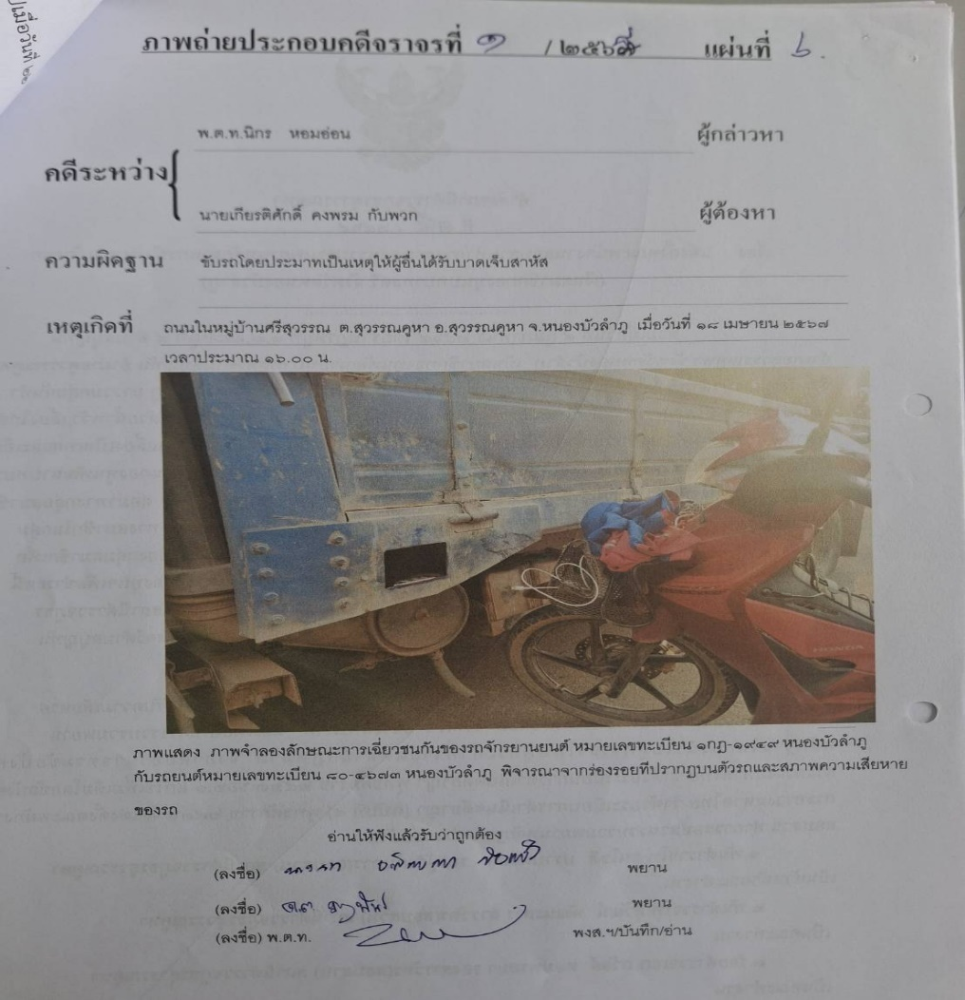 ภาพถ่ายประกอบคดีจราจรที่ ๑ /๒๕๖๘ แผ่นที่ ๖.
พ.ต.ท.นิกร หอมอ่อน ผู้กล่าวหา
คดีระหว่าง
นายเกียรติศักดิ์ คงพรม กับพวก ผู้ต้องหา
ความผิดฐาน ขับรถโดยประมาทเป็นเหตุให้ผู้อื่นได้รับบาดเจ็บสาหัส
เหตุเกิดที่ ถนนในหมู่บ้านศรีสุวรรณ ต.สุวรรณคูหา อ.สุวรรณคูหา จ.หนองบัวลำภู เมื่อวันที่ ๑๘ เมษายน ๒๕๖๗
เวลาประมาณ ๑๖.๐๐ น.
ภาพแสดง ภาพจำลองลักษณะการเฉี่ยวชนกันของรถจักรยานยนต์ หมายเลขทะเบียน ๑กฎ-๑๙๔๙ หนองบัวลำภู
กับรถยนต์หมายเลขทะเบียน ๘๐-๔๖๗๓ หนองบัวลำภู พิจารณาจากร่องรอยที่ปรากฏบนตัวรถและสภาพความเสียหาย
ของรถ
อ่านให้ฟังแล้วรับว่าถูกต้อง
(ลงชื่อ) พยาน
(ลงชื่อ) ด.ต. พยาน
(ลงชื่อ) พ.ต.ท. พงส.ฯ/บันทึก/อ่าน